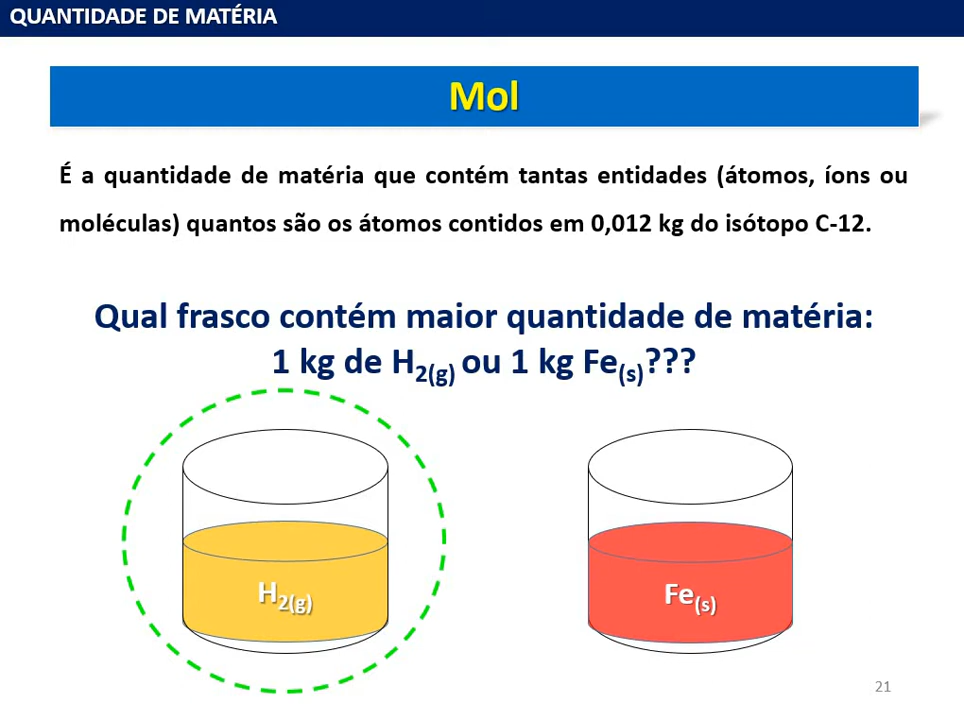 QUANTIDADE DE MATÉRIA
Mol
É a quantidade de matéria que contém tantas entidades (átomos, íons ou
moléculas) quantos são os átomos contidos em 0,012 kg do isótopo C-12.
Qual frasco contém maior quantidade de matéria:
1 kg de H2(g) ou 1 kg Fe(s)???
H2(g)
Fe(s)
21